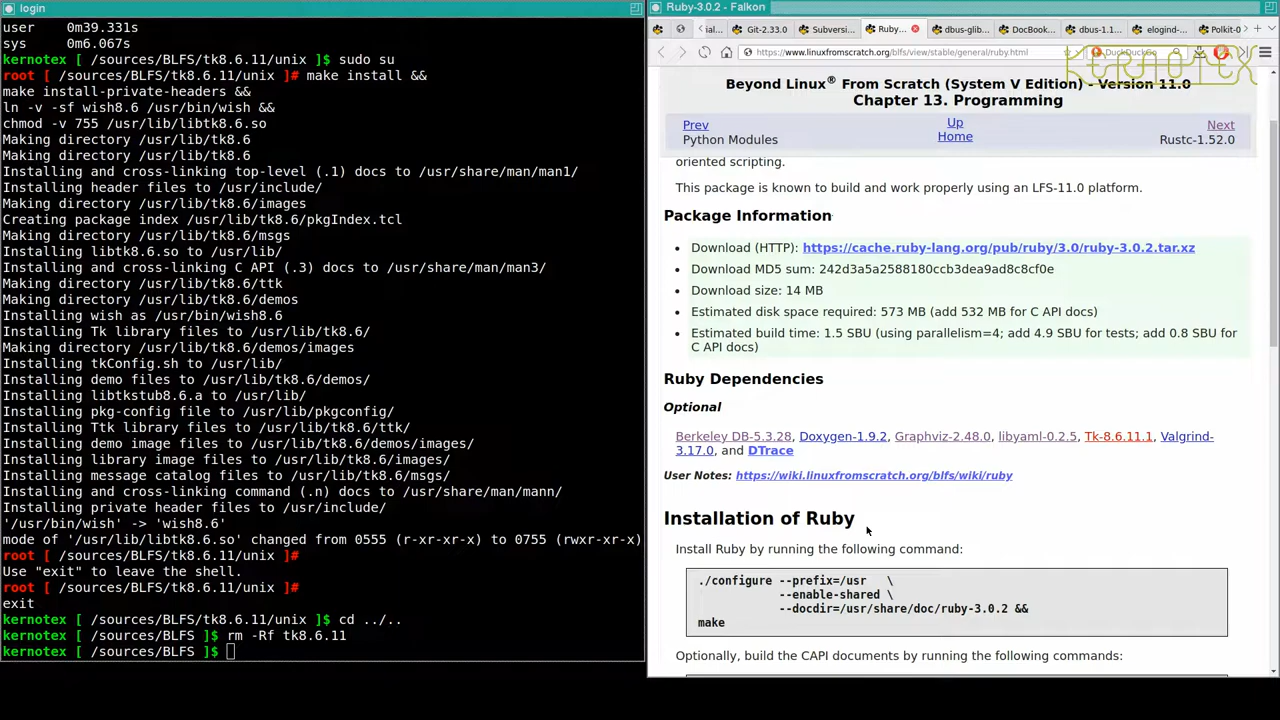 login
user    0m39.331s
sys     0m6.067s
kernotex [ /sources/BLFS/tk8.6.11/unix ]$ sudo su
root [ /sources/BLFS/tk8.6.11/unix ]# make install &&
make install-private-headers &&
ln -v -sf wish8.6 /usr/bin/wish &&
chmod -v 755 /usr/lib/libtk8.6.so
Making directory /usr/lib/tk8.6
Making directory /usr/lib/tk8.6
Installing and cross-linking top-level (.1) docs to /usr/share/man/man1/
Installing header files to /usr/include/
Making directory /usr/lib/tk8.6/images
Creating package index /usr/lib/tk8.6/pkgIndex.tcl
Making directory /usr/lib/tk8.6/msgs
Installing libtk8.6.so to /usr/lib/
Installing and cross-linking C API (.3) docs to /usr/share/man/man3/
Making directory /usr/lib/tk8.6/ttk
Making directory /usr/lib/tk8.6/demos
Installing wish as /usr/bin/wish8.6
Installing Tk library files to /usr/lib/tk8.6/
Making directory /usr/lib/tk8.6/demos/images
Installing tkConfig.sh to /usr/lib/
Installing demo files to /usr/lib/tk8.6/demos/
Installing libtkstub8.6.a to /usr/lib/
Installing pkg-config file to /usr/lib/pkgconfig/
Installing Ttk library files to /usr/lib/tk8.6/ttk/
Installing demo image files to /usr/lib/tk8.6/demos/images/
Installing library image files to /usr/lib/tk8.6/images/
Installing message catalog files to /usr/lib/tk8.6/msgs/
Installing and cross-linking command (.n) docs to /usr/share/man/mann/
Installing private header files to /usr/include/
'/usr/bin/wish' -> 'wish8.6'
mode of '/usr/lib/libtk8.6.so' changed from 0555 (r-xr-xr-x) to 0755 (rwxr-xr-x)
root [ /sources/BLFS/tk8.6.11/unix ]#
Use "exit" to leave the shell.
root [ /sources/BLFS/tk8.6.11/unix ]#
exit
kernotex [ /sources/BLFS/tk8.6.11/unix ]$ cd ../..
kernotex [ /sources/BLFS ]$ rm -Rf tk8.6.11
kernotex [ /sources/BLFS ]$
Ruby-3.0.2 - Falkon
ial... Git-2.33.0 Subversi... Ruby... dbus-glib... DocBook... dbus-1.1... elogind-... Polkit-0
https://www.linuxfromscratch.org/blfs/view/stable/general/ruby.html DuckDuckGo
KERNOTEX
Beyond Linux® From Scratch (System V Edition) - Version 11.0
Chapter 13. Programming
Prev Up Next
Python Modules Home Rustc-1.52.0
oriented scripting.
This package is known to build and work properly using an LFS-11.0 platform.
Package Information
• Download (HTTP): https://cache.ruby-lang.org/pub/ruby/3.0/ruby-3.0.2.tar.xz
• Download MD5 sum: 242d3a5a2588180ccb3dea9ad8c8cf0e
• Download size: 14 MB
• Estimated disk space required: 573 MB (add 532 MB for C API docs)
• Estimated build time: 1.5 SBU (using parallelism=4; add 4.9 SBU for tests; add 0.8 SBU for
C API docs)
Ruby Dependencies
Optional
Berkeley DB-5.3.28, Doxygen-1.9.2, Graphviz-2.48.0, libyaml-0.2.5, Tk-8.6.11.1, Valgrind-
3.17.0, and DTrace
User Notes: https://wiki.linuxfromscratch.org/blfs/wiki/ruby
Installation of Ruby
Install Ruby by running the following command:
./configure --prefix=/usr   \
            --enable-shared \
            --docdir=/usr/share/doc/ruby-3.0.2 &&
make
Optionally, build the CAPI documents by running the following commands: